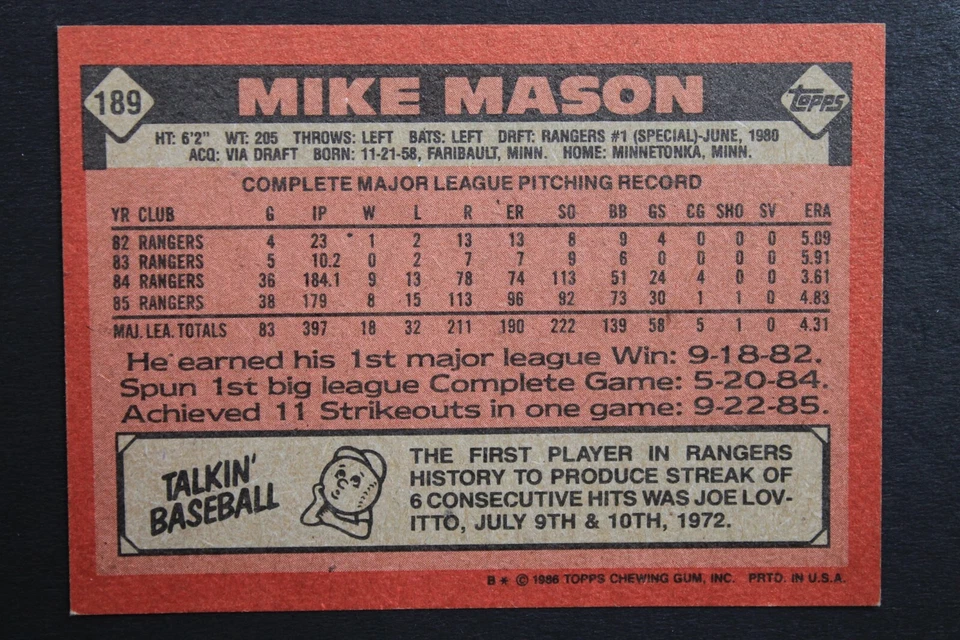 189
MIKE MASON
Topps
HT: 6'2" WT: 205 THROWS: LEFT BATS: LEFT DRFT: RANGERS #1 (SPECIAL)-JUNE, 1980
ACQ: VIA DRAFT BORN: 11-21-58, FARIBAULT, MINN. HOME: MINNETONKA, MINN.
COMPLETE MAJOR LEAGUE PITCHING RECORD
YR CLUB G IP W L R ER SO BB GS CG SHO SV ERA
82 RANGERS 4 23 1 2 13 13 8 9 4 0 0 0 5.09
83 RANGERS 5 10.2 0 2 7 7 9 6 0 0 0 0 5.91
84 RANGERS 36 184.1 9 13 78 74 113 51 24 4 0 0 3.61
85 RANGERS 38 179 8 15 113 96 92 73 30 1 1 0 4.83
MAJ. LEA. TOTALS 83 397 18 32 211 190 222 139 58 5 1 0 4.31
He earned his 1st major league Win: 9-18-82.
Spun 1st big league Complete Game: 5-20-84.
Achieved 11 Strikeouts in one game: 9-22-85.
TALKIN'
BASEBALL
THE FIRST PLAYER IN RANGERS
HISTORY TO PRODUCE STREAK OF
6 CONSECUTIVE HITS WAS JOE LOV-
ITTO, JULY 9TH & 10TH, 1972.
B* © 1986 TOPPS CHEWING GUM, INC. PRTD. IN U.S.A.